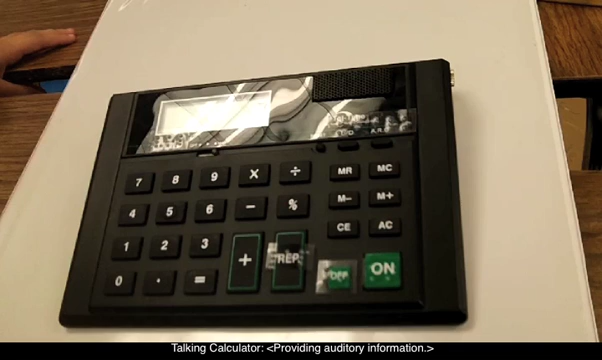 7 8 9 X ÷ MR MC
4 5 6 − % M− M+
1 2 3 CE AC
0 . = + REP OFF ON
Talking Calculator: <Providing auditory information.>